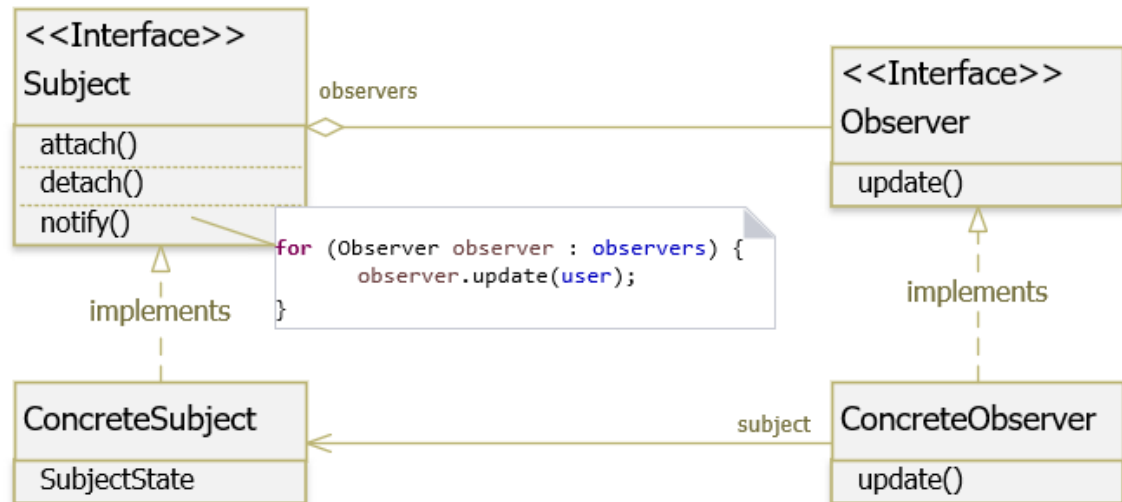 <<Interface>>
Subject
attach()
detach()
notify()
observers
<<Interface>>
Observer
update()
for (Observer observer : observers) {
observer.update(user);
}
implements
implements
ConcreteSubject
SubjectState
subject
ConcreteObserver
update()